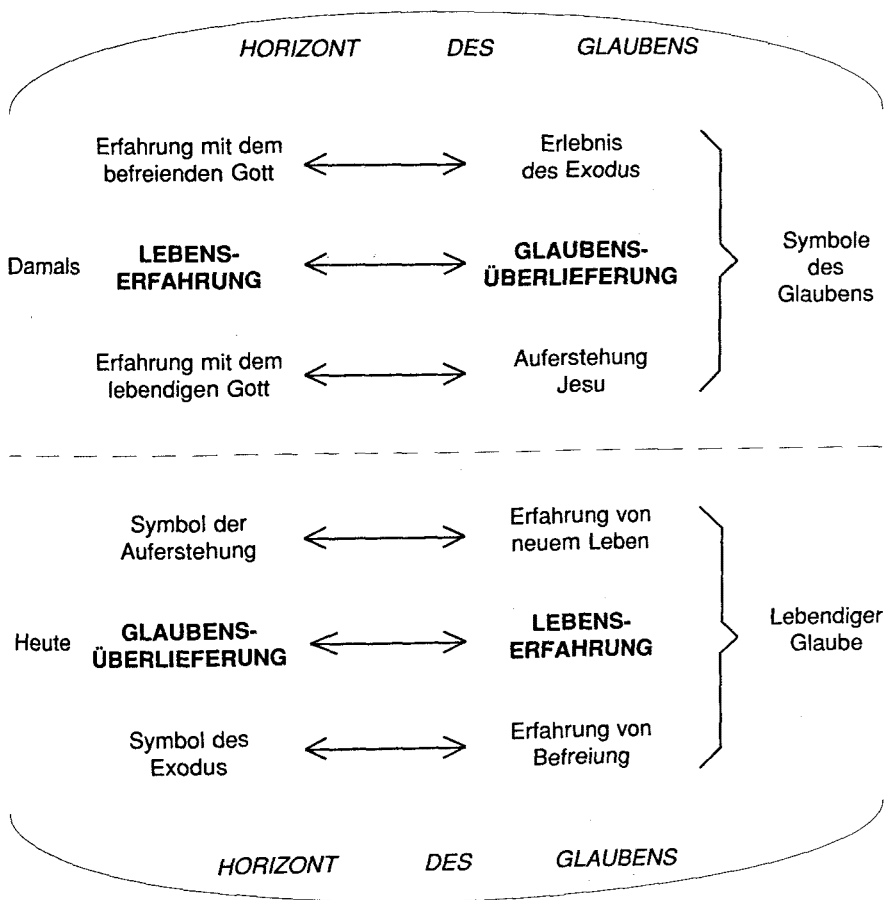 HORIZONT DES GLAUBENS
Erfahrung mit dem
befreienden Gott
Erlebnis
des Exodus
Damals
LEBENS-
ERFAHRUNG
GLAUBENS-
ÜBERLIEFERUNG
Symbole
des
Glaubens
Erfahrung mit dem
lebendigen Gott
Auferstehung
Jesu
Symbol der
Auferstehung
Erfahrung von
neuem Leben
Heute
GLAUBENS-
ÜBERLIEFERUNG
LEBENS-
ERFAHRUNG
Lebendiger
Glaube
Symbol des
Exodus
Erfahrung von
Befreiung
HORIZONT DES GLAUBENS